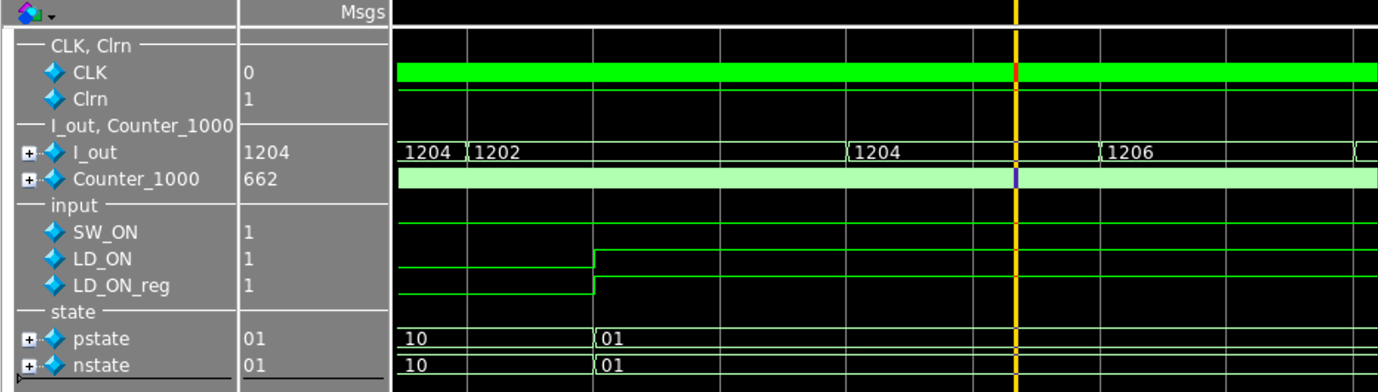 Msgs
CLK, Clrn
CLK 0
Clrn 1
I_out, Counter_1000
I_out 1204 1204 1202 1204 1206
Counter_1000 662
input
SW_ON 1
LD_ON 1
LD_ON_reg 1
state
pstate 01 10 01
nstate 01 10 01